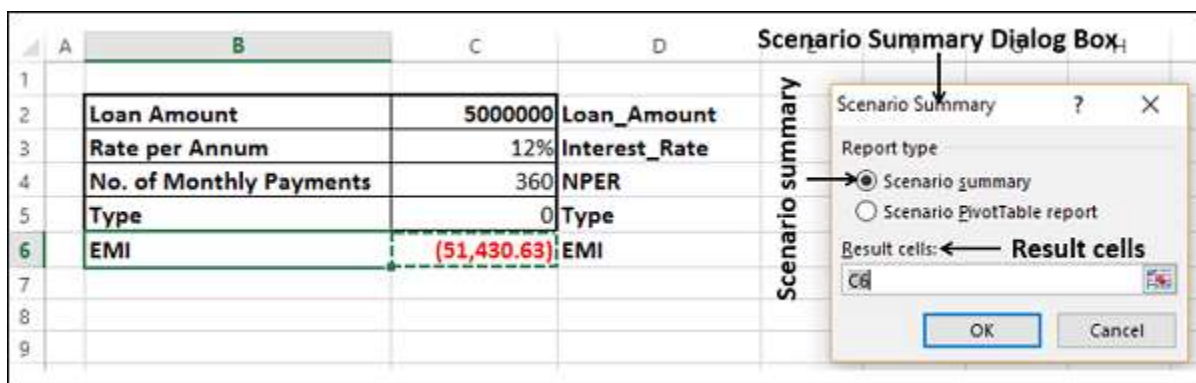 Scenario Summary Dialog Box
A B C D H
1
2 Loan Amount 5000000 Loan_Amount
3 Rate per Annum 12% Interest_Rate
4 No. of Monthly Payments 360 NPER
5 Type 0 Type
6 EMI (51,430.63) EMI
7
8
9
Scenario summary
Scenario Summary ? X
Report type
Scenario summary
Scenario PivotTable report
Result cells: Result cells
C6
OK Cancel